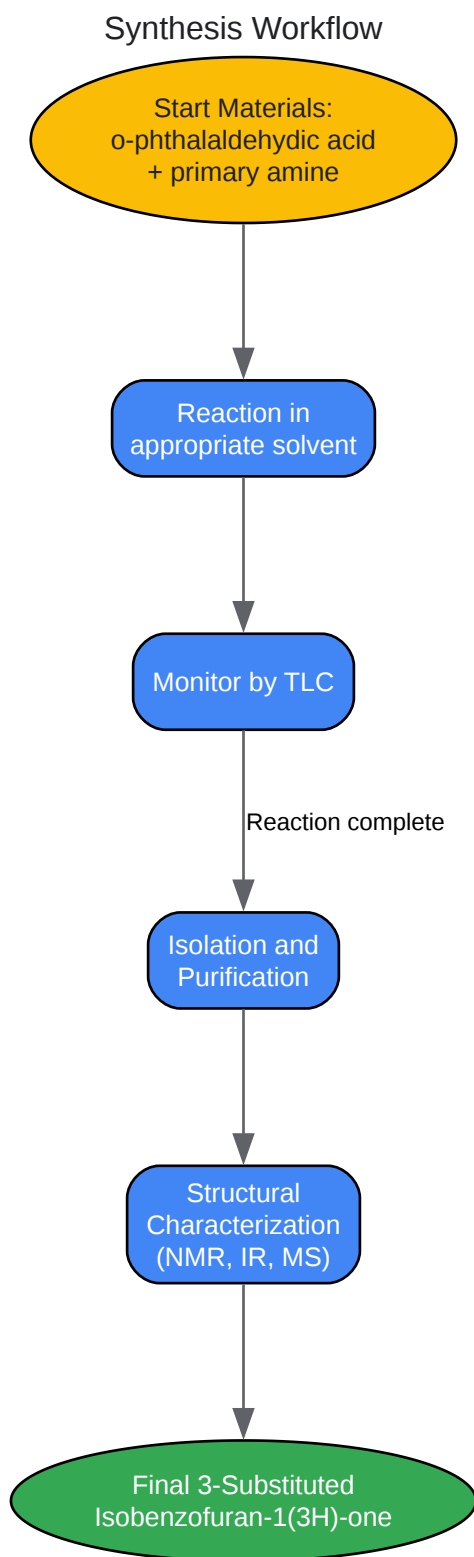 Synthesis Workflow
Start Materials:
o-phthalaldehydic acid
+ primary amine
Reaction in
appropriate solvent
Monitor by TLC
Reaction complete
Isolation and
Purification
Structural
Characterization
(NMR, IR, MS)
Final 3-Substituted
Isobenzofuran-1(3H)-one